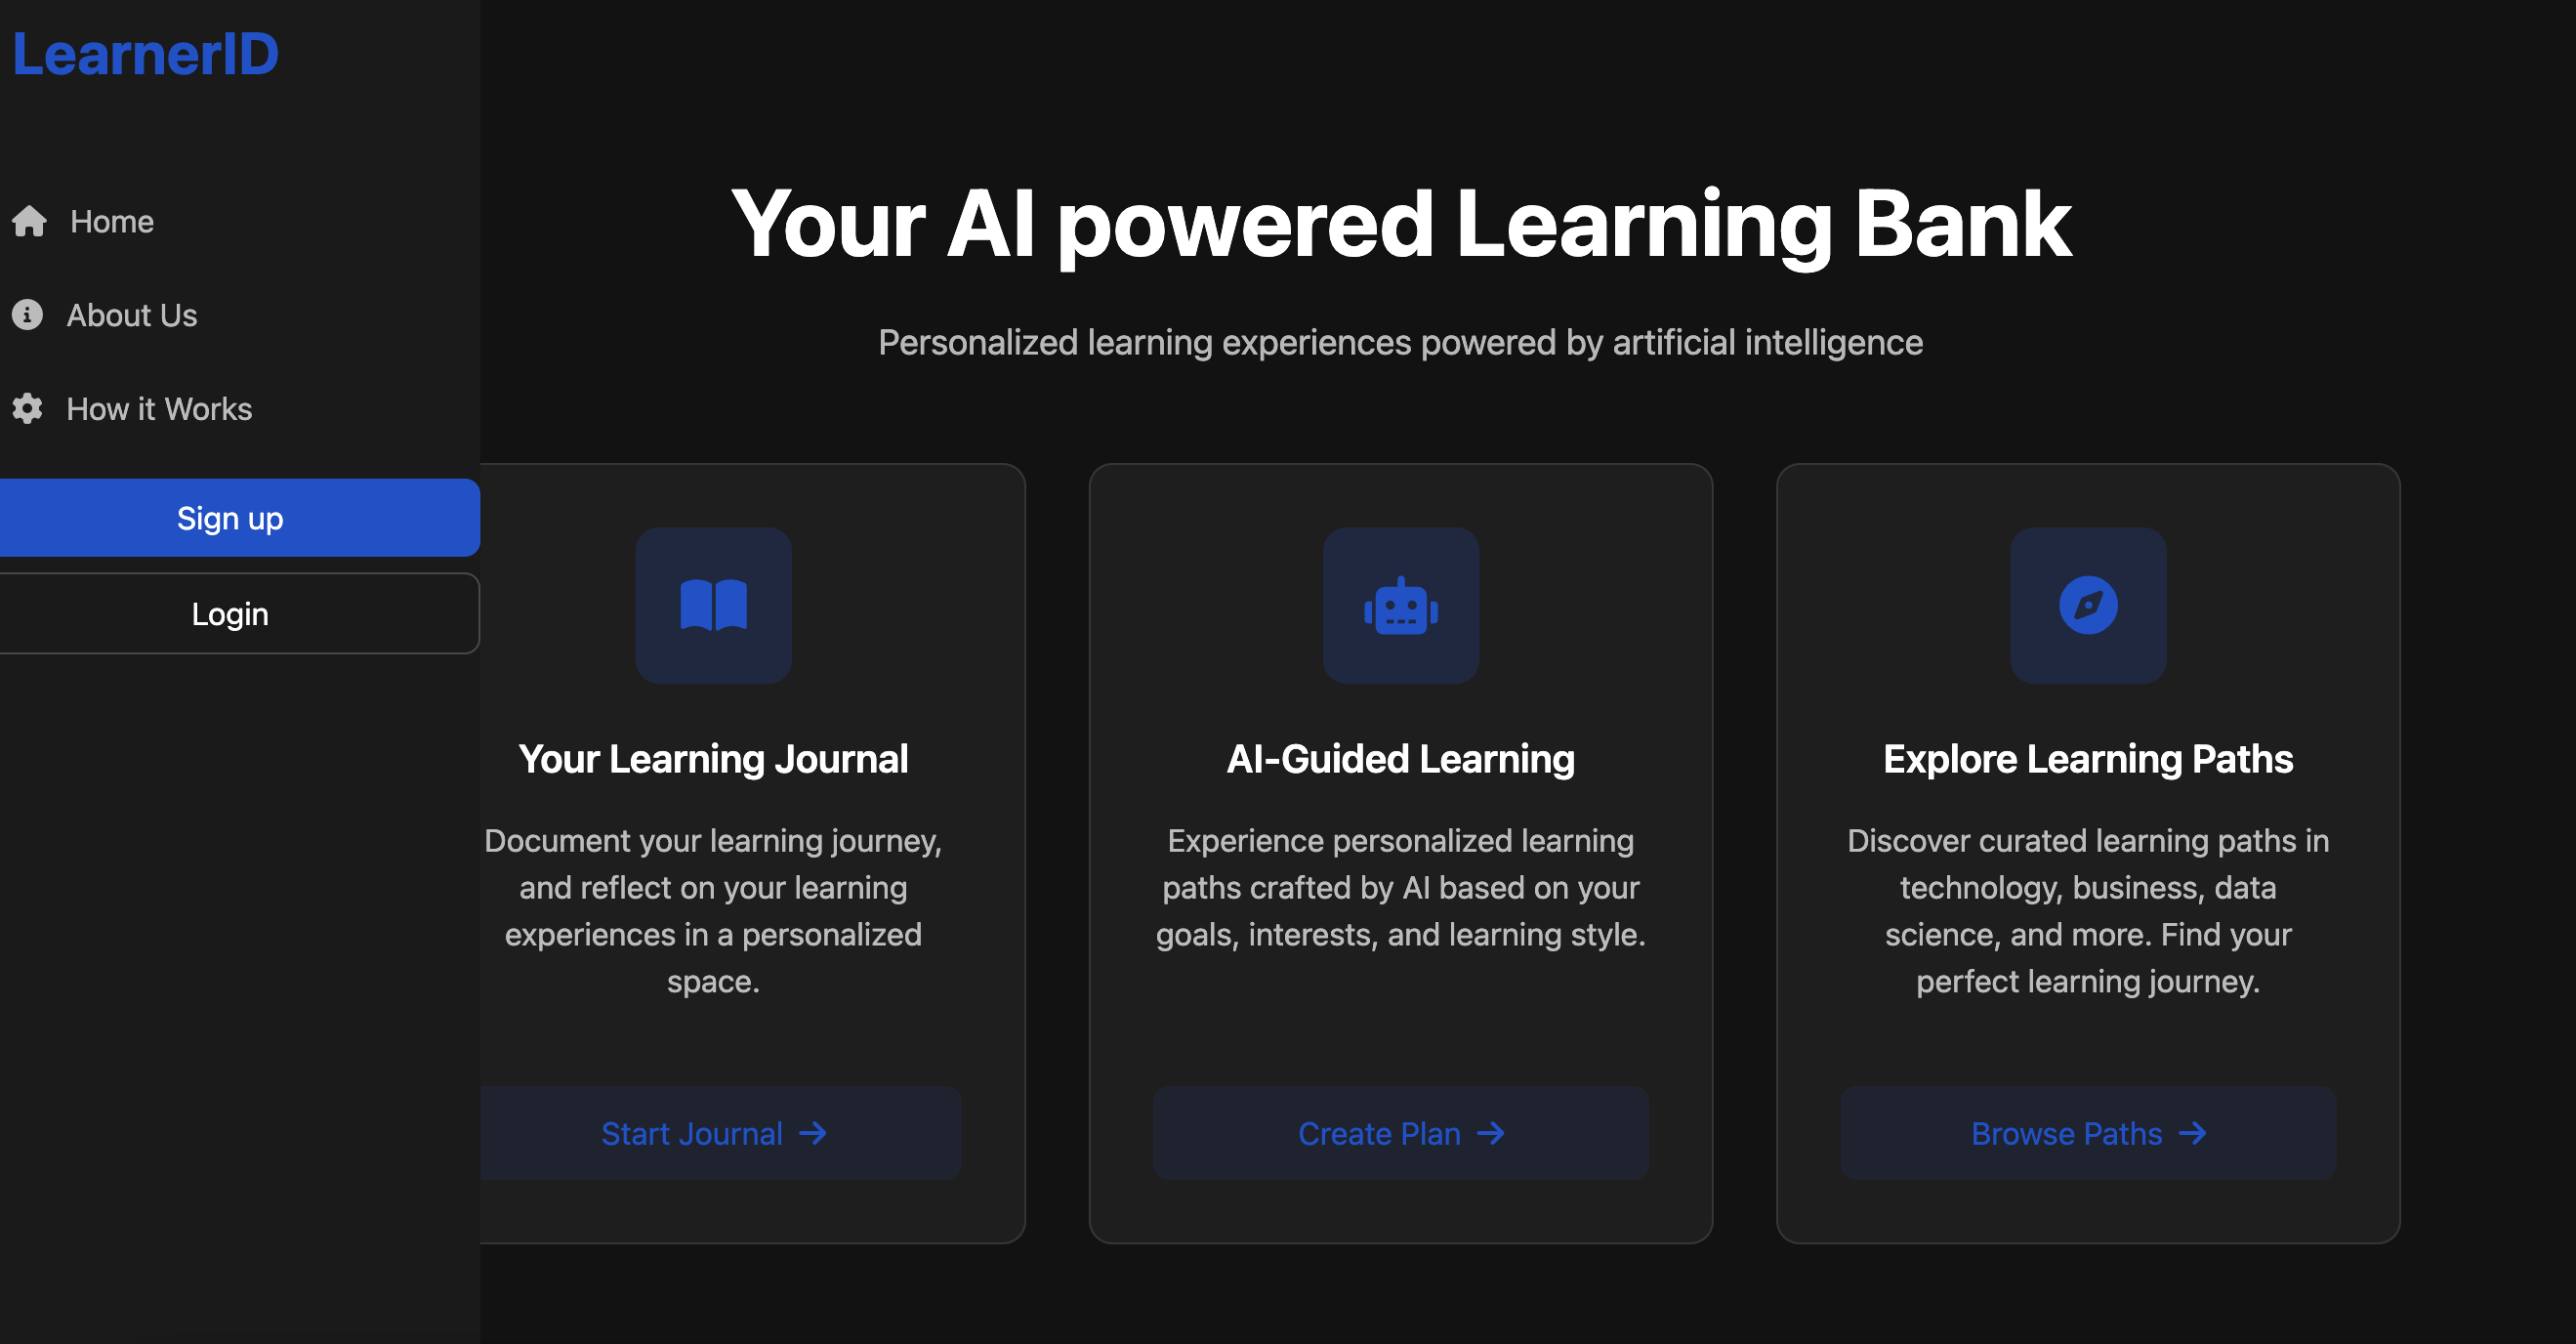 LearnerID
Home
About Us
How it Works
Sign up
Login
Your AI powered Learning Bank
Personalized learning experiences powered by artificial intelligence
Your Learning Journal
Document your learning journey,
and reflect on your learning
experiences in a personalized
space.
Start Journal →
AI-Guided Learning
Experience personalized learning
paths crafted by AI based on your
goals, interests, and learning style.
Create Plan →
Explore Learning Paths
Discover curated learning paths in
technology, business, data
science, and more. Find your
perfect learning journey.
Browse Paths →